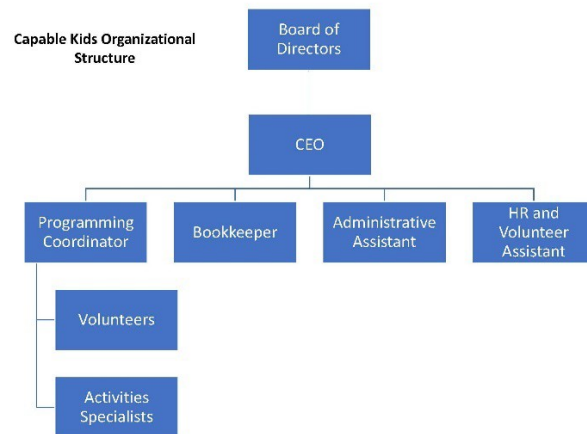 Capable Kids Organizational
Structure
Board of
Directors
CEO
Programming
Coordinator
Bookkeeper
Administrative
Assistant
HR and
Volunteer
Assistant
Volunteers
Activities
Specialists